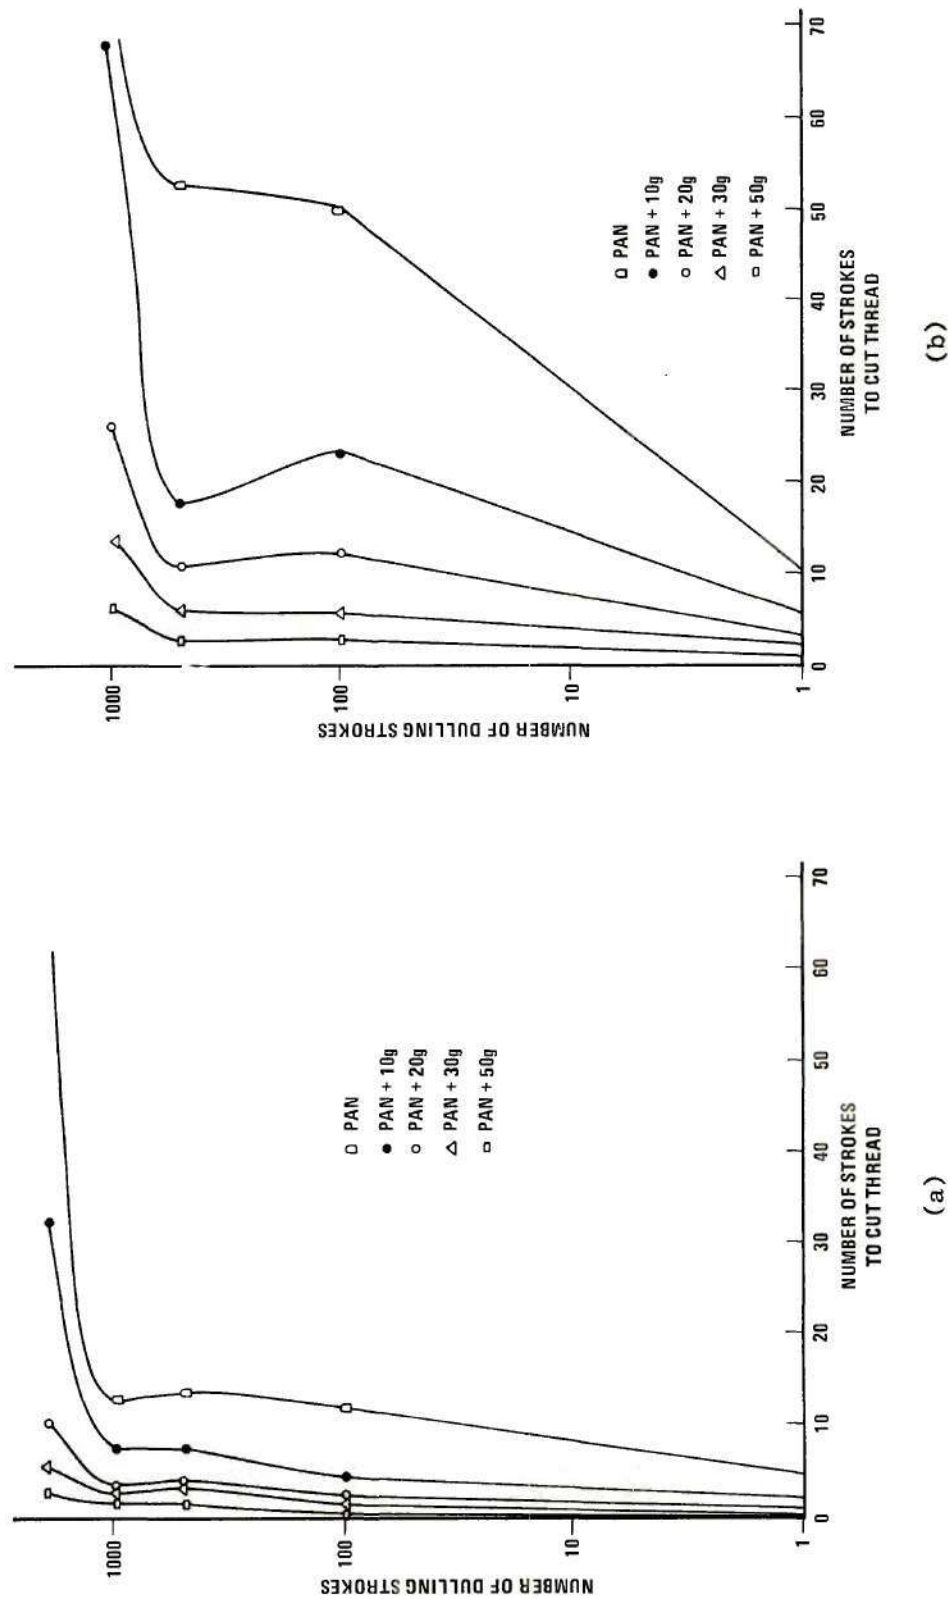 1000
100
10
1
NUMBER OF DULLING STROKES
0
10
20
30
40
50
60
70
NUMBER OF STROKES
TO CUT THREAD
PAN
PAN + 10g
PAN + 20g
PAN + 30g
PAN + 50g
(a)
1000
100
10
1
NUMBER OF DULLING STROKES
0
10
20
30
40
50
60
70
NUMBER OF STROKES
TO CUT THREAD
PAN
PAN + 10g
PAN + 20g
PAN + 30g
PAN + 50g
(b)